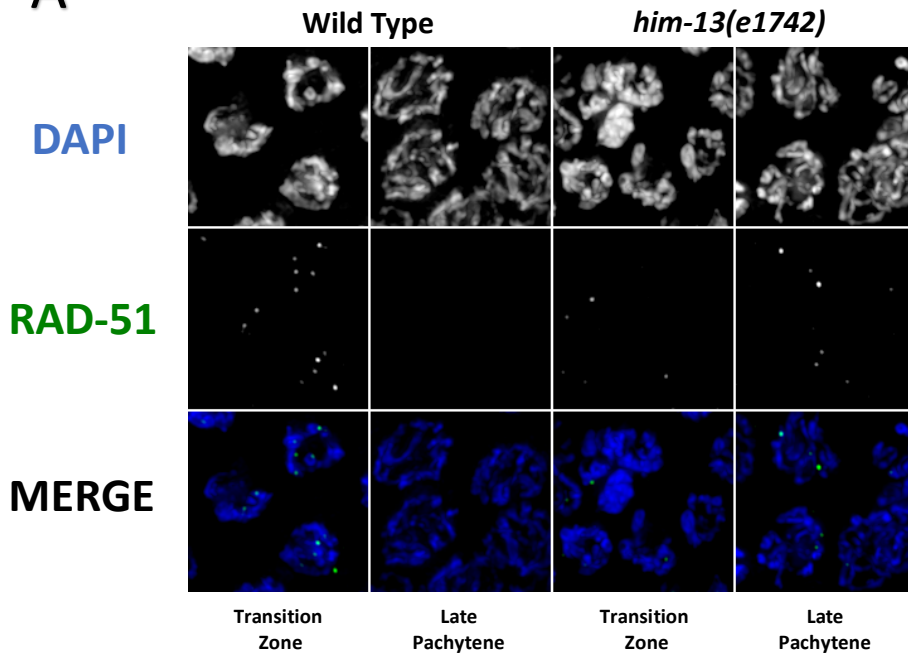 A
Wild Type
him-13(e1742)
DAPI
RAD-51
MERGE
Transition
Zone
Late
Pachytene
Transition
Zone
Late
Pachytene